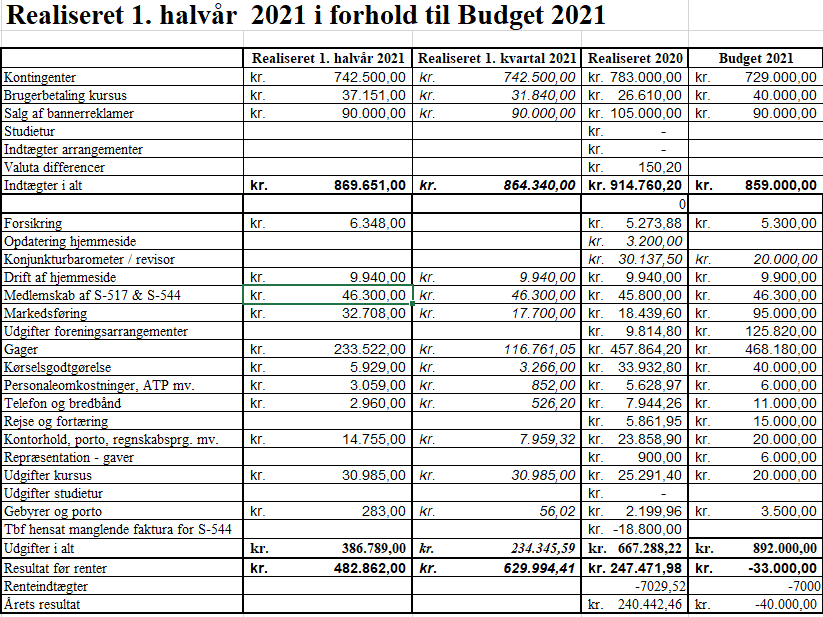 Realiseret 1. halvår 2021 i forhold til Budget 2021
Realiseret 1. halvår 2021 Realiseret 1. kvartal 2021 Realiseret 2020 Budget 2021
Kontingenter kr. 742.500,00 kr. 742.500,00 kr. 783.000,00 kr. 729.000,00
Brugerbetaling kursus kr. 37.151,00 kr. 31.840,00 kr. 26.610,00 kr. 40.000,00
Salg af bannerreklamer kr. 90.000,00 kr. 90.000,00 kr. 105.000,00 kr. 90.000,00
Studietur kr. -
Indtægter arrangementer kr. -
Valuta differencer kr. 150,20
Indtægter i alt kr. 869.651,00 kr. 864.340,00 kr. 914.760,20 kr. 859.000,00
0
Forsikring kr. 6.348,00 kr. 5.273,88 kr. 5.300,00
Opdatering hjemmeside kr. 3.200,00
Konjunkturbarometer / revisor kr. 30.137,50 kr. 20.000,00
Drift af hjemmeside kr. 9.940,00 kr. 9.940,00 kr. 9.940,00 kr. 9.900,00
Medlemskab af S-517 & S-544 kr. 46.300,00 kr. 46.300,00 kr. 45.800,00 kr. 46.300,00
Markedsføring kr. 32.708,00 kr. 17.700,00 kr. 18.439,60 kr. 95.000,00
Udgifter foreningsarrangementer kr. 9.814,80 kr. 125.820,00
Gager kr. 233.522,00 kr. 116.761,05 kr. 457.864,20 kr. 468.180,00
Kørselsgodtgørelse kr. 5.929,00 kr. 3.266,00 kr. 33.932,80 kr. 40.000,00
Personaleomkostninger, ATP mv. kr. 3.059,00 kr. 852,00 kr. 5.628,97 kr. 6.000,00
Telefon og bredbånd kr. 2.960,00 kr. 526,20 kr. 7.944,26 kr. 11.000,00
Rejse og fortæring kr. 5.861,95 kr. 15.000,00
Kontorhold, porto, regnskabsprg. mv. kr. 14.755,00 kr. 7.959,32 kr. 23.858,90 kr. 20.000,00
Repræsentation - gaver kr. 900,00 kr. 6.000,00
Udgifter kursus kr. 30.985,00 kr. 30.985,00 kr. 25.291,40 kr. 20.000,00
Udgifter studietur kr. -
Gebyrer og porto kr. 283,00 kr. 56,02 kr. 2.199,96 kr. 3.500,00
Tbf hensat manglende faktura for S-544 kr. -18.800,00
Udgifter i alt kr. 386.789,00 kr. 234.345,59 kr. 667.288,22 kr. 892.000,00
Resultat før renter kr. 482.862,00 kr. 629.994,41 kr. 247.471,98 kr. -33.000,00
Renteindtægter -7029,52 -7000
Årets resultat kr. 240.442,46 kr. -40.000,00